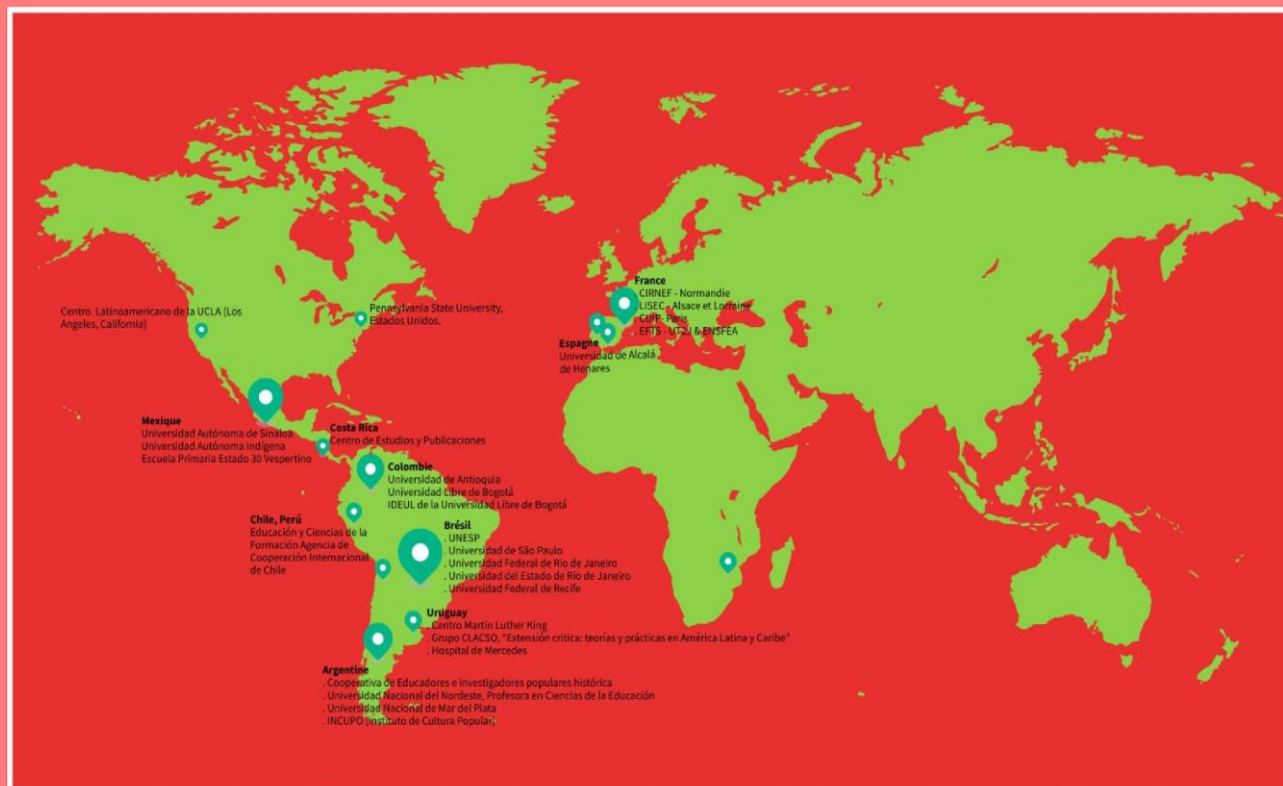 Centro Latinoamericano de la UCLA (Los
Angeles, California)
Pennsylvania State University,
Estados Unidos.
France
. CIRNEF - Normandie
. LISEC - Alsace et Lorraine
. CUIP- Paris
. EFTS - UT2J & ENSFEA
Espagne
Universidad de Alcalá
de Henares
Mexique
Universidad Autónoma de Sinaloa
Universidad Autónoma Indígena
Escuela Primaria Estado 30 Vespertino
Costa Rica
Centro de Estudios y Publicaciones
Colombie
Universidad de Antioquia
Universidad Libre de Bogotá
IDEUL de la Universidad Libre de Bogotá
Chile, Perú
Educación y Ciencias de la
Formación Agencia de
Cooperación Internacional
de Chile
Brésil
. UNESP
. Universidad de São Paulo
. Universidad Federal de Rio de Janeiro
. Universidad del Estado de Río de Janeiro
. Universidad Federal de Recife
Uruguay
. Centro Martin Luther King
. Grupo CLACSO, "Extensión critica: teorías y prácticas en América Latina y Caribe"
. Hospital de Mercedes
Argentine
. Cooperativa de Educadores e investigadores populares histórica
. Universidad Nacional del Nordeste, Profesora en Ciencias de la Educación
. Universidad Nacional de Mar del Plata
. INCUPO (Instituto de Cultura Popular)